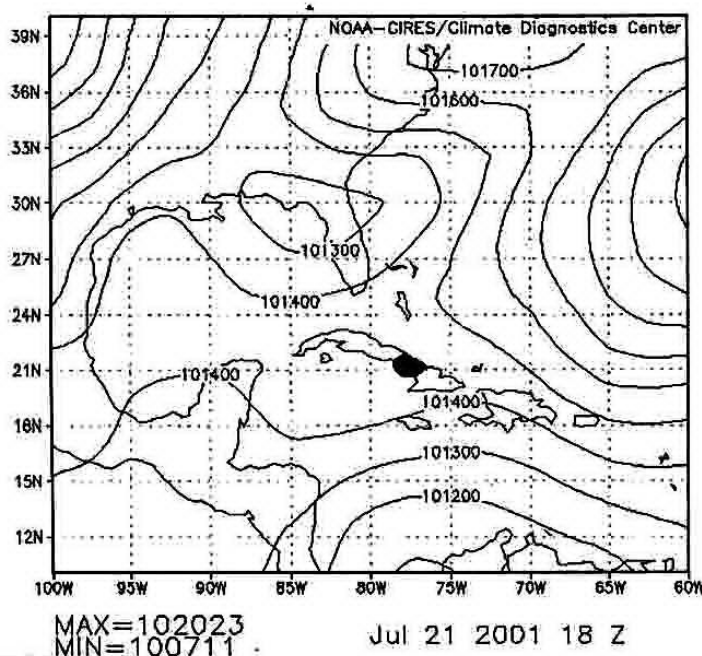 NOAA-CIRES/Climate Diagnostics Center
39N
101700
36N
101600
33N
30N
101300
27N
101400
24N
21N
101400
101400
18N
101300
15N
101200
12N
100W 95W 90W 85W 80W 75W 70W 65W 60W
MAX=102023
MIN=100711
Jul 21 2001 18 Z